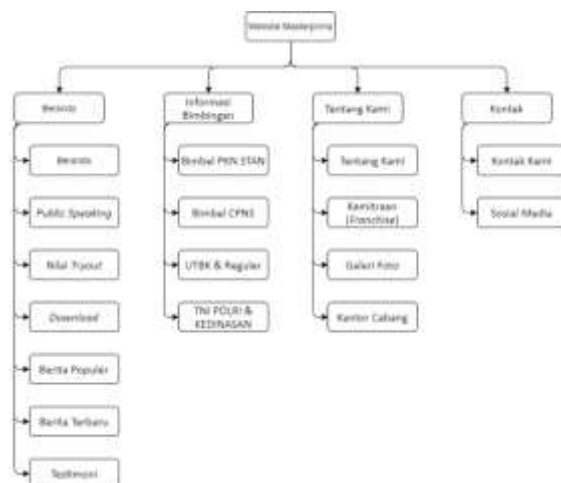 Website Masterprima
Beranda
Informasi
Bimbingan
Tentang Kami
Kontak
Beranda
Public Speaking
Nilai Tryout
Download
Berita Populer
Berita Terbaru
Testimoni
Bimbel PKN STAN
Bimbel CPNS
UTBK & Reguler
TNI POLRI &
KEDINASAN
Tentang Kami
Kemitraan
(Franchise)
Galeri Foto
Kantor Cabang
Kontak Kami
Sosial Media